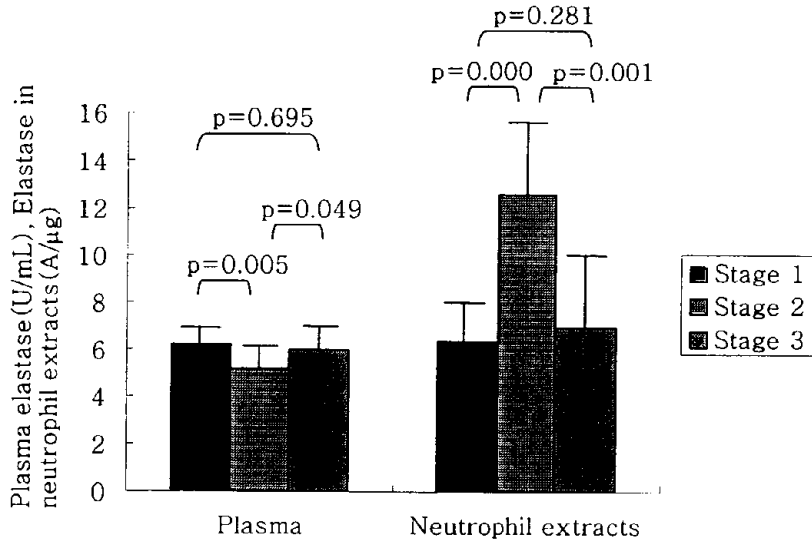 p=0.281
p=0.000 p=0.001
p=0.695
p=0.049
p=0.005
Plasma elastase(U/mL), Elastase in
neutrophil extracts(A/μg)
16
14
12
10
8
6
4
2
0
Plasma Neutrophil extracts
Stage 1
Stage 2
Stage 3